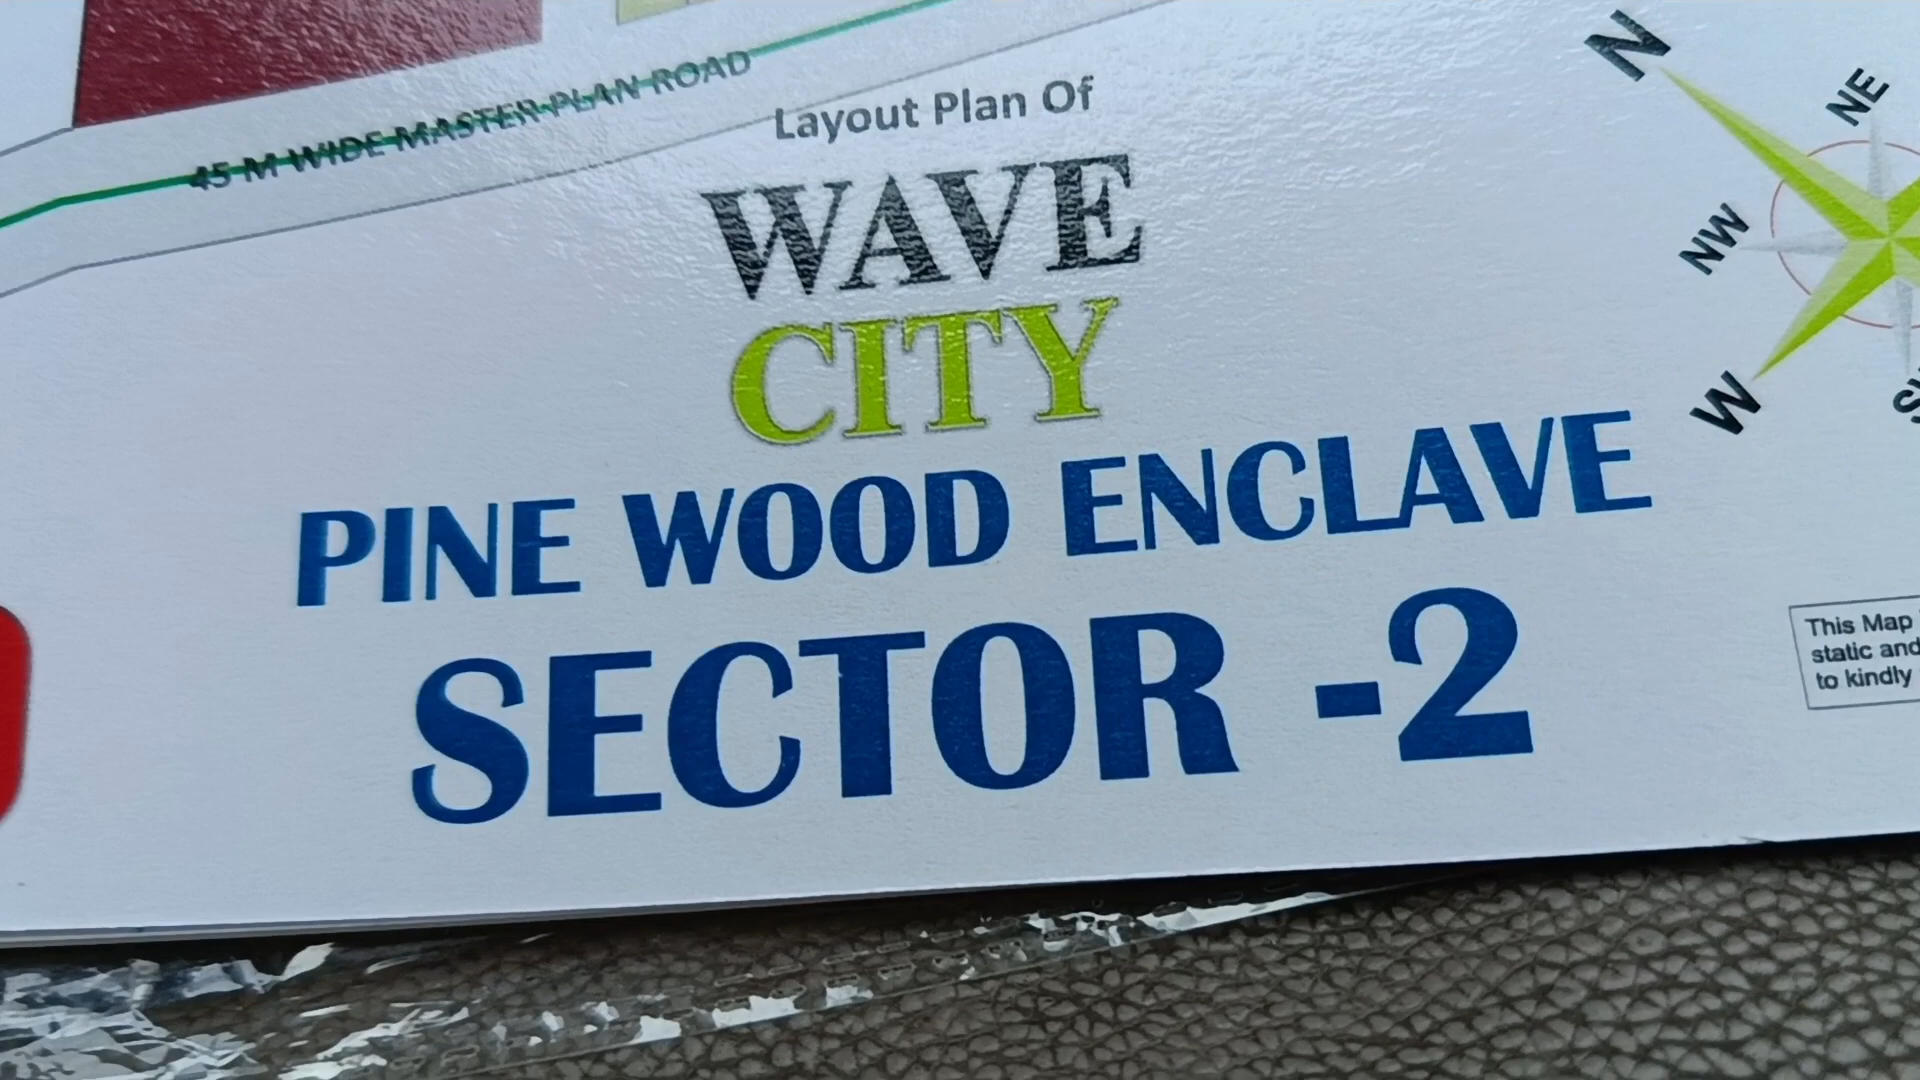 45 M WIDE MASTER PLAN ROAD
Layout Plan Of
WAVE
CITY
PINE WOOD ENCLAVE
SECTOR -2
N
NE
NW
W
This Map
static and
to kindly